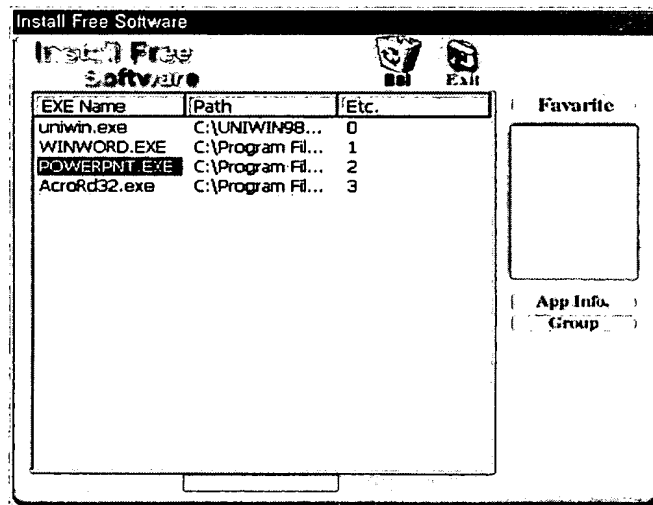 Install Free Software
Install Free
Software
Exit
EXE Name Path Etc.
uniwin.exe C:\UNIWIN98... 0
WINWORD.EXE C:\Program Fil... 1
POWERPNT.EXE C:\Program Fil... 2
AcroRd32.exe C:\Program Fil... 3
Favarite
App Info.
Group